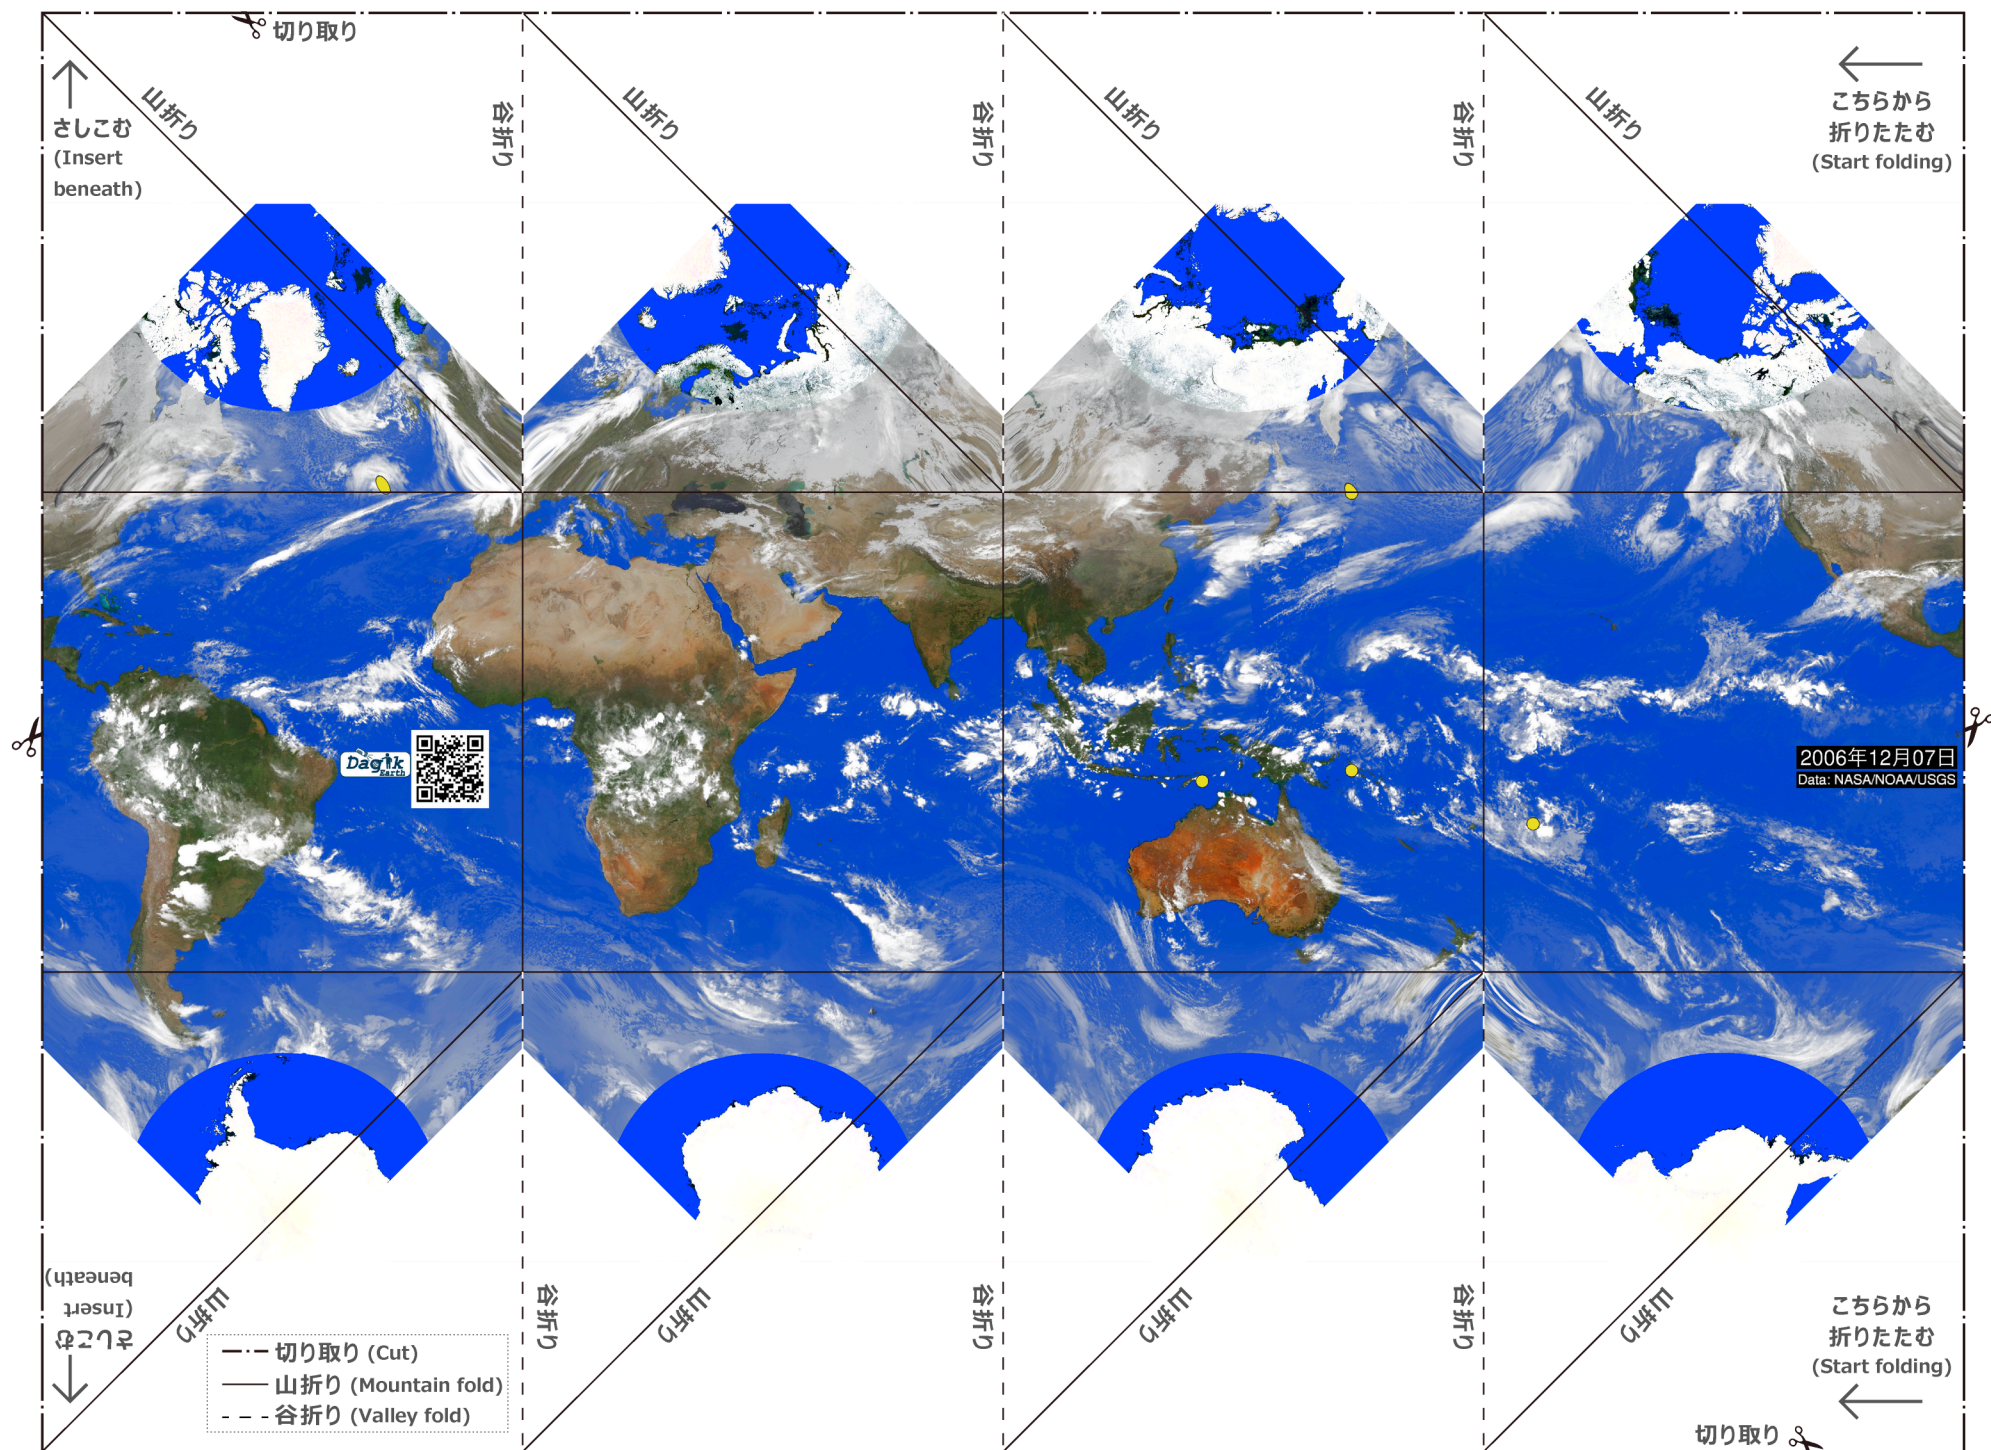 切り取り
さしこむ
(Insert
beneath)
山折り
谷折り
山折り
谷折り
山折り
谷折り
山折り
こちらから
折りたたむ
(Start folding)
Dagik
Earth
2006年12月07日
Data: NASA/NOAA/USGS
さしこむ
(Insert
beneath)
山折り
谷折り
山折り
谷折り
山折り
谷折り
山折り
こちらから
折りたたむ
(Start folding)
切り取り (Cut)
山折り (Mountain fold)
谷折り (Valley fold)
切り取り